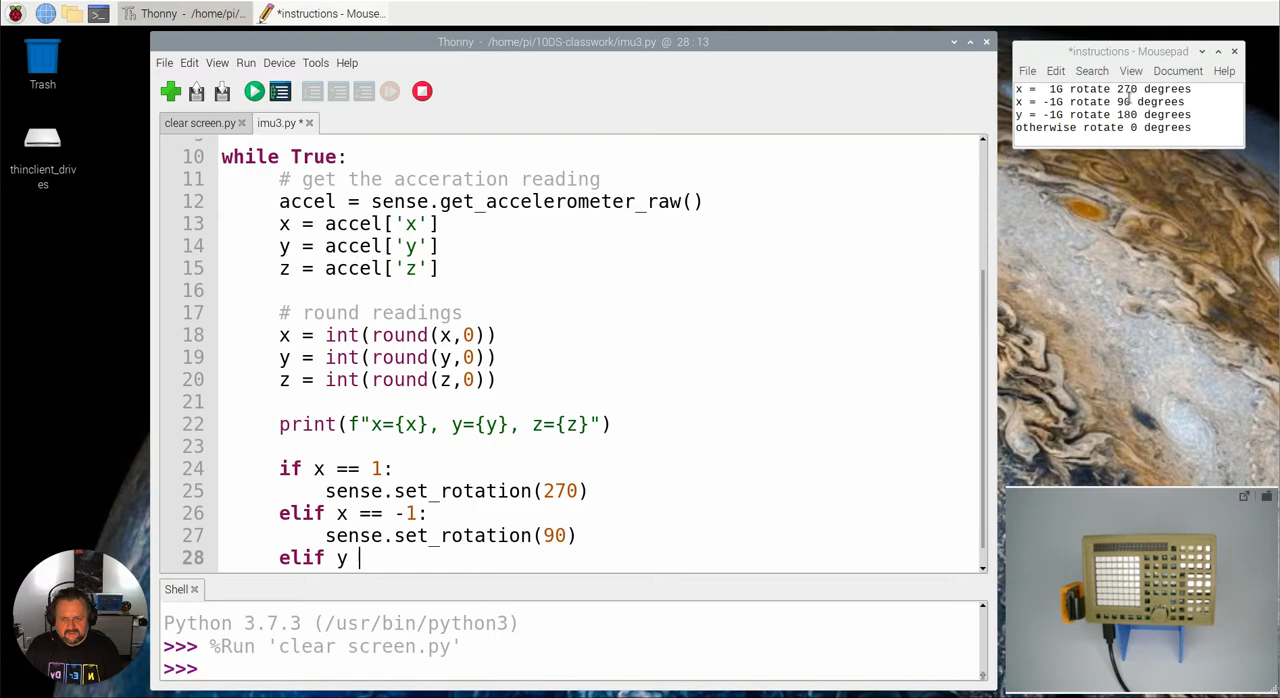 Thonny - /home/pi/...
*instructions - Mouse...
Trash
thinclient_driv
es
Thonny - /home/pi/10DS-classwork/imu3.py @ 28 : 13
File Edit View Run Device Tools Help
clear screen.py
imu3.py *
10 while True:
11 # get the acceration reading
12 accel = sense.get_accelerometer_raw()
13 x = accel['x']
14 y = accel['y']
15 z = accel['z']
16
17 # round readings
18 x = int(round(x,0))
19 y = int(round(y,0))
20 z = int(round(z,0))
21
22 print(f"x={x}, y={y}, z={z}")
23
24 if x == 1:
25 sense.set_rotation(270)
26 elif x == -1:
27 sense.set_rotation(90)
28 elif y
Shell
Python 3.7.3 (/usr/bin/python3)
>>> %Run 'clear screen.py'
>>>
*instructions - Mousepad
File Edit Search View Document Help
x =  1G rotate 270 degrees
x = -1G rotate 90 degrees
y = -1G rotate 180 degrees
otherwise rotate 0 degrees